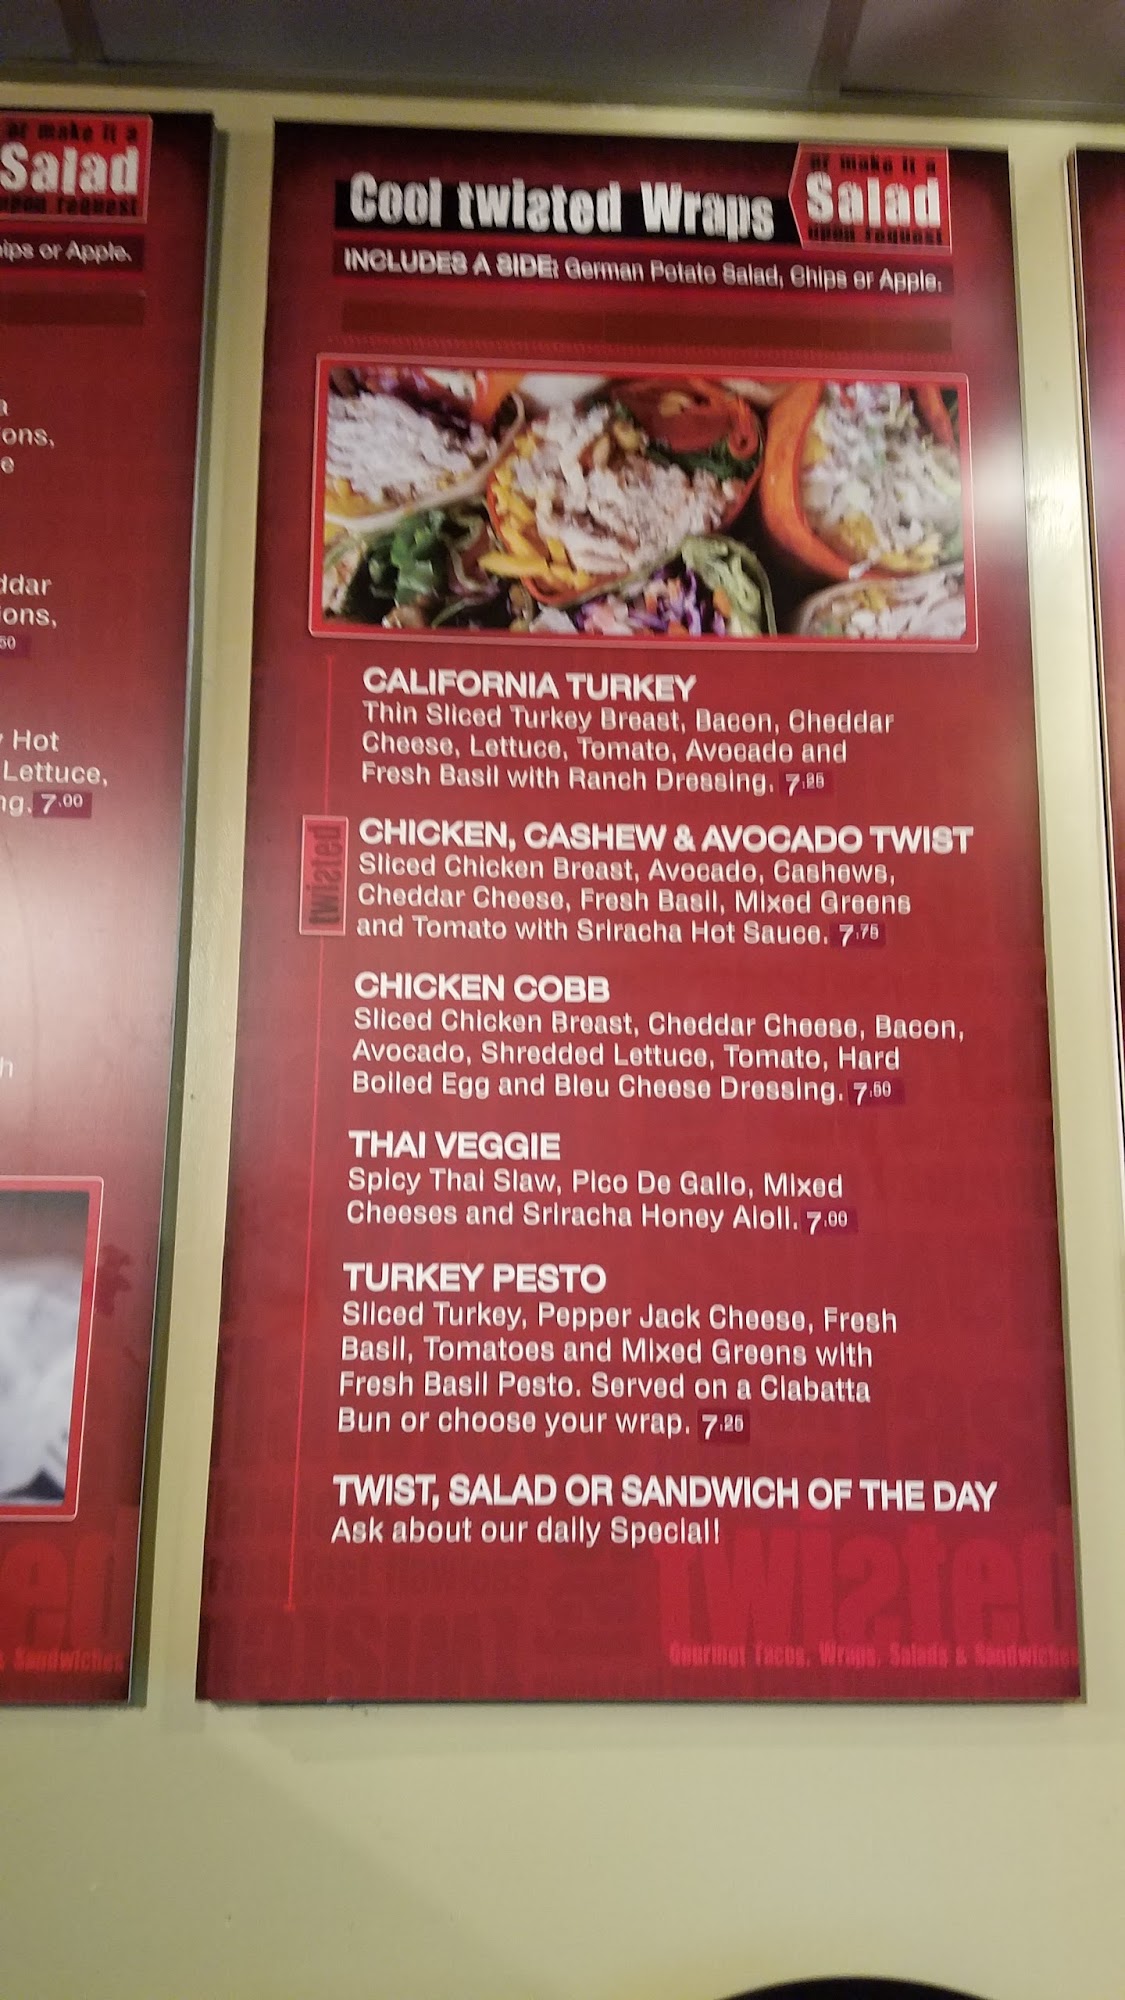 or make it a
Salad
upon request
ips or Apple.
a
ons,
e
ddar
ions,
50
y Hot
Lettuce,
ng. 7.00
h
& Sandwiches
Cool twisted Wraps
or make it a
Salad
upon request
INCLUDES A SIDE: German Potato Salad, Chips or Apple.
CALIFORNIA TURKEY
Thin Sliced Turkey Breast, Bacon, Cheddar
Cheese, Lettuce, Tomato, Avocado and
Fresh Basil with Ranch Dressing. 7.25
twisted
CHICKEN, CASHEW & AVOCADO TWIST
Sliced Chicken Breast, Avocado, Cashews,
Cheddar Cheese, Fresh Basil, Mixed Greens
and Tomato with Sriracha Hot Sauce. 7.75
CHICKEN COBB
Sliced Chicken Breast, Cheddar Cheese, Bacon,
Avocado, Shredded Lettuce, Tomato, Hard
Boiled Egg and Bleu Cheese Dressing. 7.50
THAI VEGGIE
Spicy Thai Slaw, Pico De Gallo, Mixed
Cheeses and Sriracha Honey Aioli. 7.00
TURKEY PESTO
Sliced Turkey, Pepper Jack Cheese, Fresh
Basil, Tomatoes and Mixed Greens with
Fresh Basil Pesto. Served on a Ciabatta
Bun or choose your wrap. 7.25
TWIST, SALAD OR SANDWICH OF THE DAY
Ask about our daily Special!
twisted
Gourmet Tacos, Wraps, Salads & Sandwiches